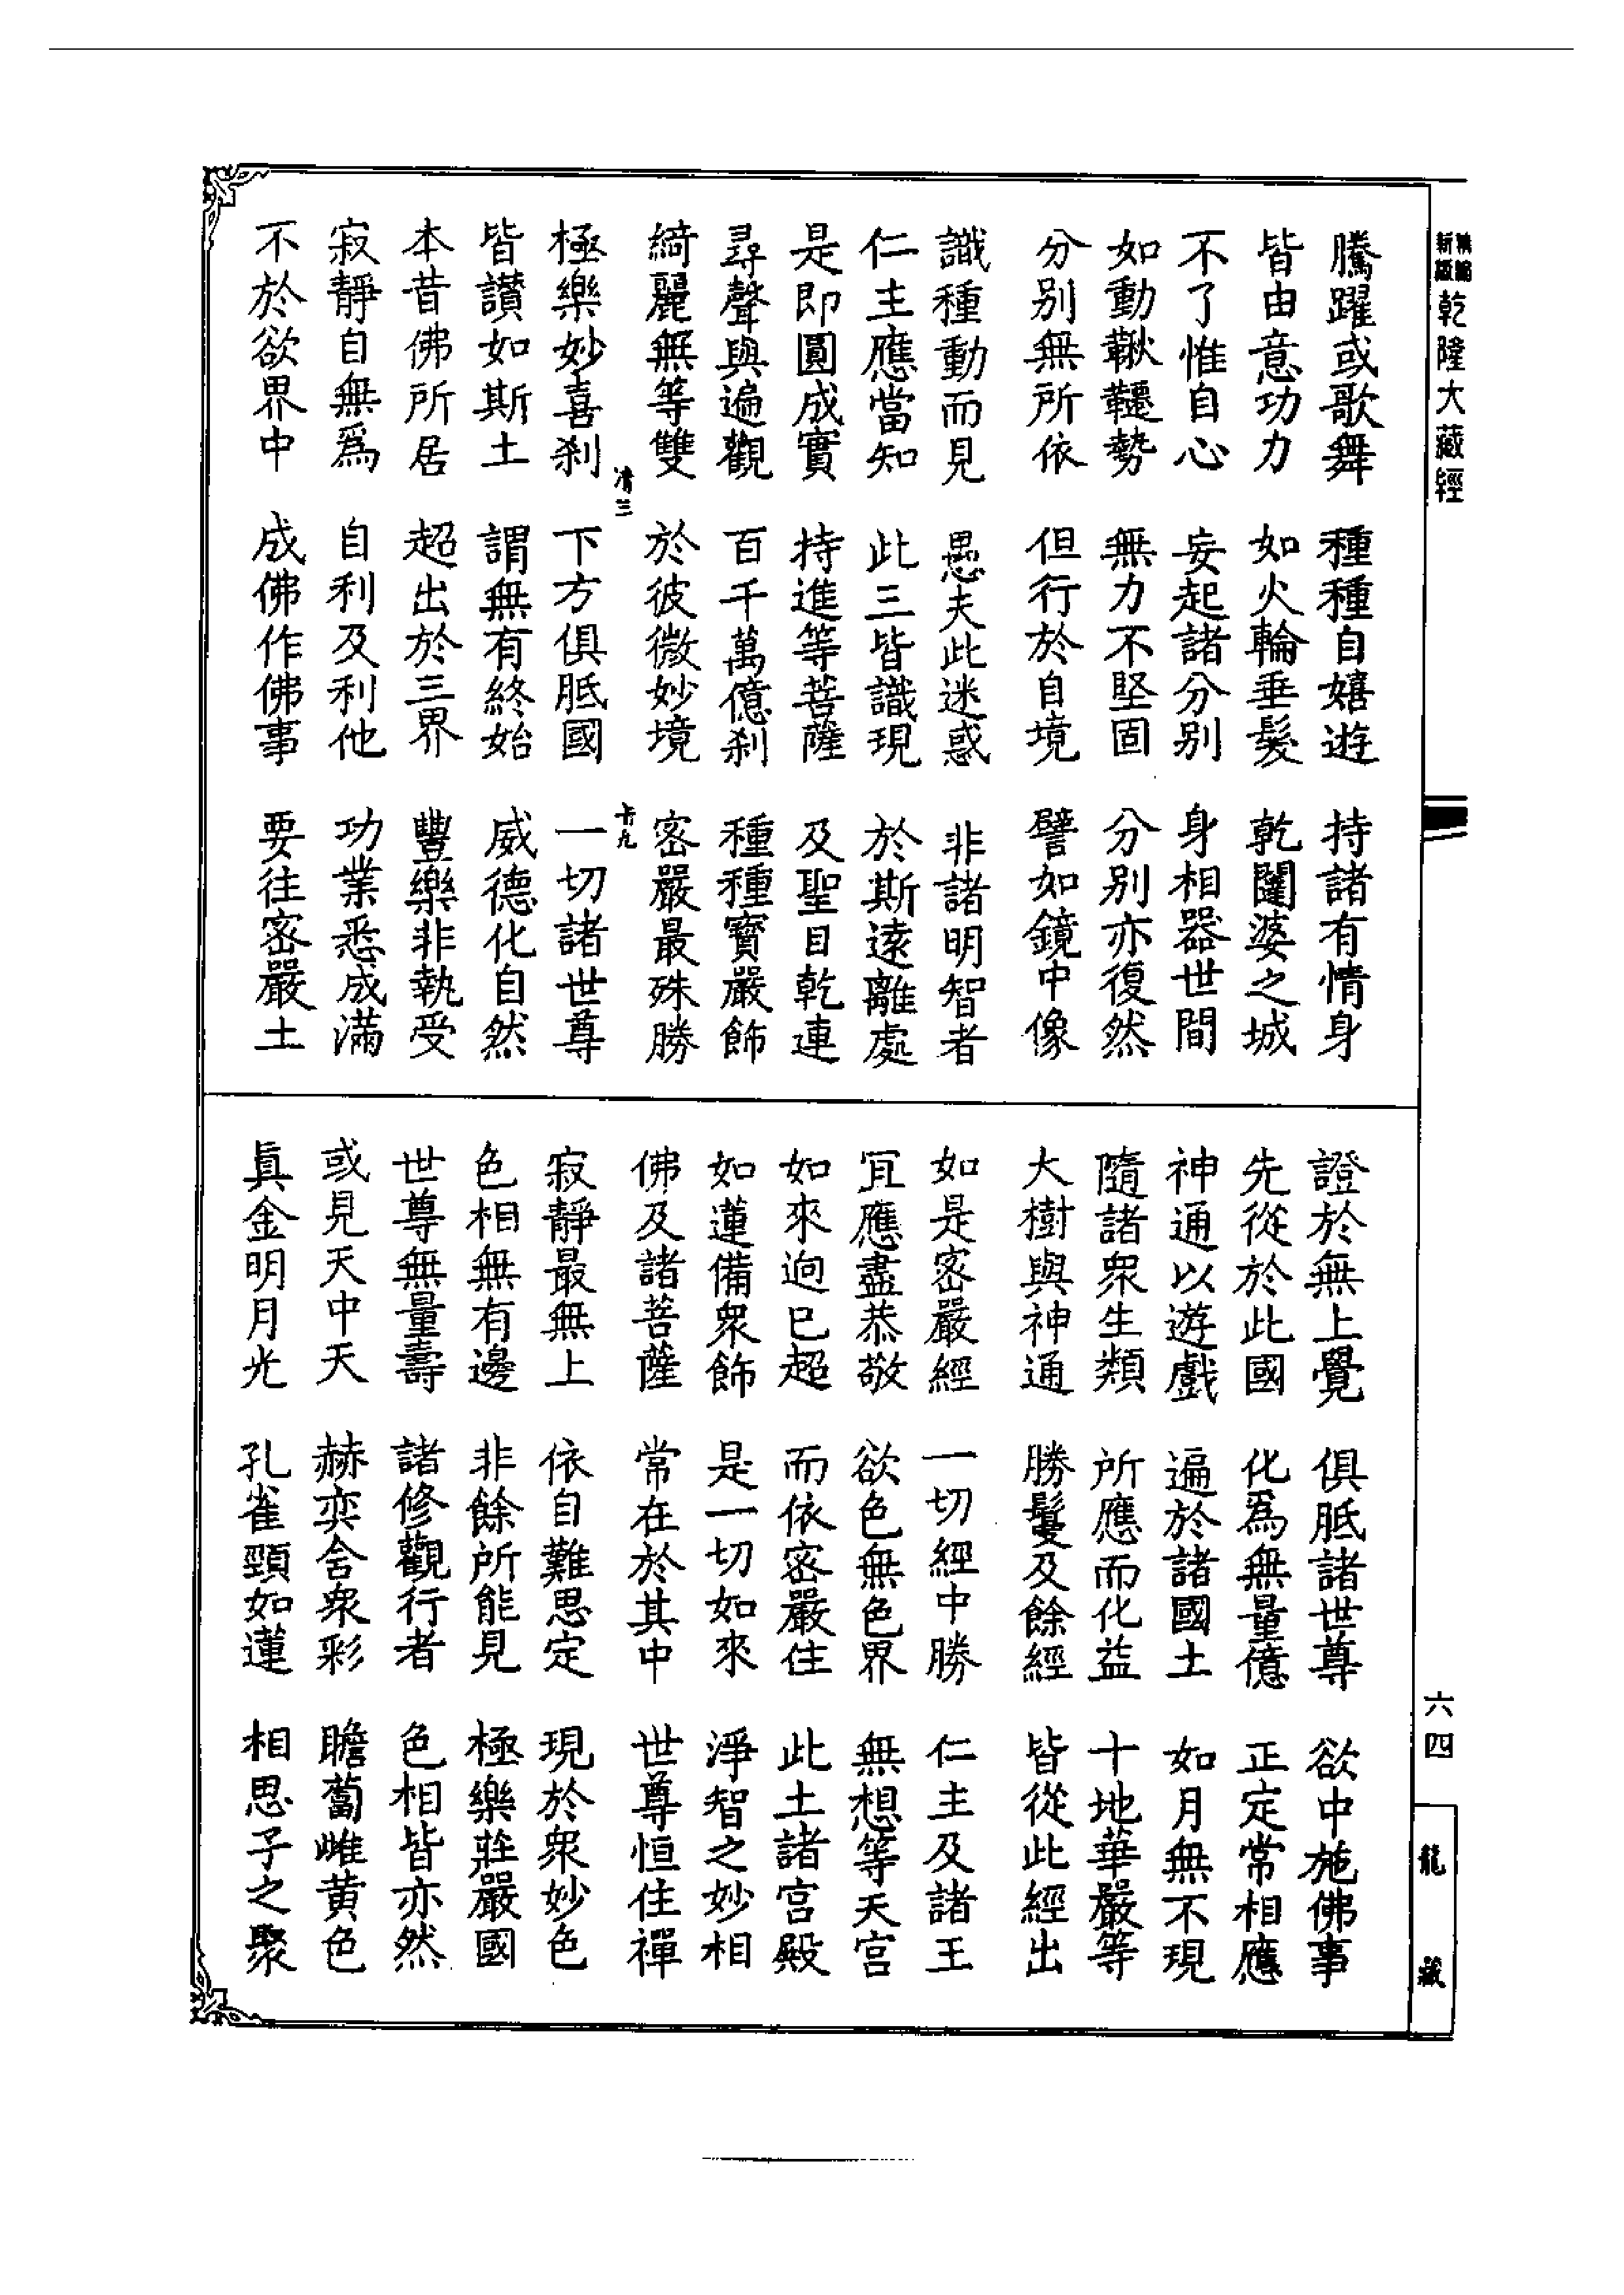 乾隆大藏經
騰躍或歌舞　種種自嬉遊　持諸有情身
皆由意功力　如火輪垂髮　乾闥婆之城
不了惟自心　妄起諸分別　身相器世間
如動鞦韆勢　無力不堅固　分別亦復然
分別無所依　但行於自境　譬如鏡中像
識種動而見　愚夫此迷惑　非諸明智者
仁主應當知　此三皆識現　於斯遠離處
是即圓成實　持進等菩薩　及聖目乾連
尋聲與遍觀　百千萬億剎　種種寶嚴飾
綺麗無等雙　於彼微妙境　密嚴最殊勝
極樂妙喜剎　下方俱胝國　一切諸世尊
皆讃如斯土　謂無有終始　威德化自然
本昔佛所居　超出於三界　豐樂非執受
寂靜自無爲　自利及利他　功業悉成滿
不於欲界中　成佛作佛事　要往密嚴土
證於無上覺　俱胝諸世尊　欲中施佛事
先從於此國　化爲無量億　正定常相應
神通以遊戲　遍於諸國土　如月無不現
隨諸眾生類　所應而化益　十地華嚴等
大樹與神通　勝鬘及餘經　皆從此經出
如是密嚴經　一切經中勝　仁主及諸王
冝應盡恭敬　欲色無色界　無想等天宮
如來迥已超　而依密嚴住　此土諸宮殿
如蓮備眾飾　是一切如來　淨智之妙相
佛及諸菩薩　常在於其中　世尊恒住禪
寂靜最無上　依自難思定　現於眾妙色
色相無有邊　非餘所能見　極樂莊嚴國
世尊無量壽　諸修觀行者　色相皆亦然
或見天中天　赫奕含眾彩　瞻蔔雌黄色
眞金明月光　孔雀頸如蓮　相思子之聚
六四
龍藏